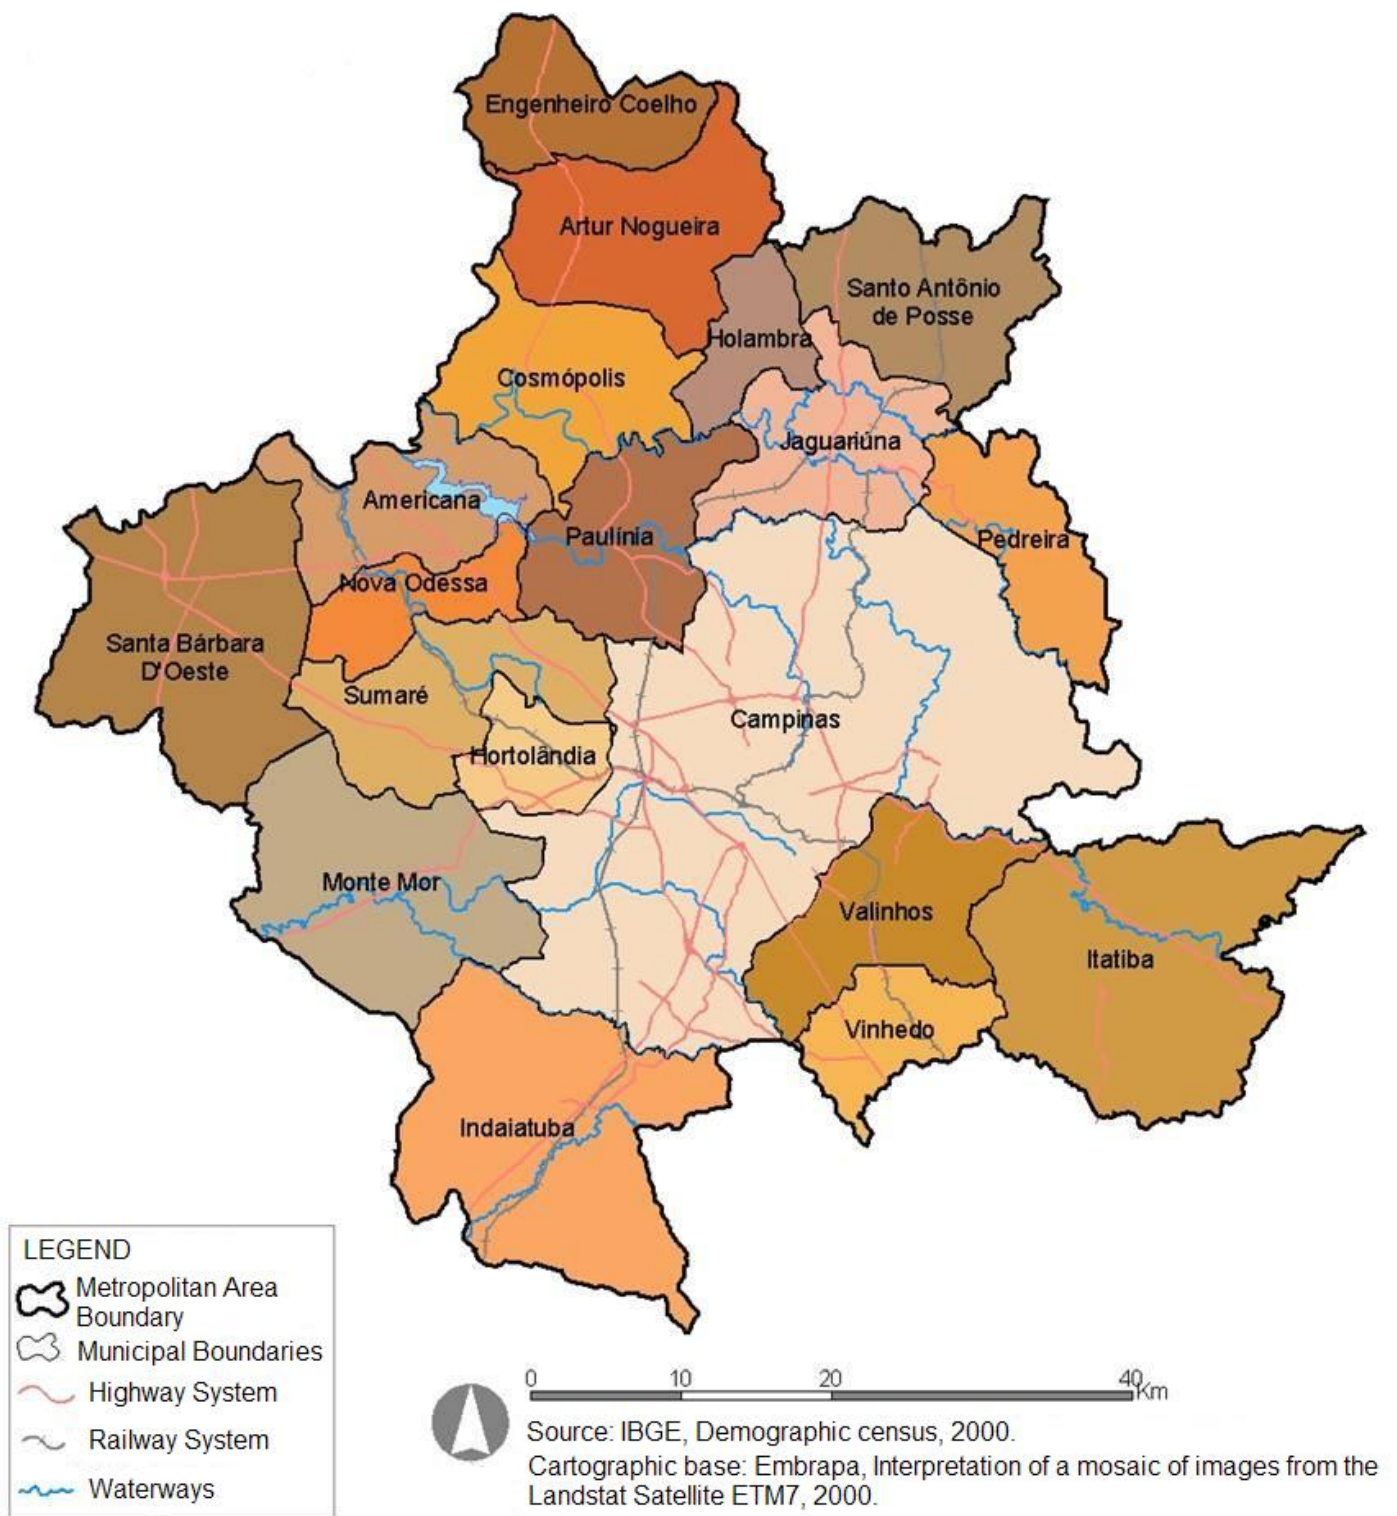 Engenheiro Coelho
Artur Nogueira
Santo Antônio
de Posse
Holambra
Cosmópolis
Jaguariúna
Americana
Paulínia
Pedreira
Nova Odessa
Santa Bárbara
D'Oeste
Sumaré
Campinas
Hortolândia
Monte Mor
Valinhos
Itatiba
Vinhedo
Indaiatuba
LEGEND
Metropolitan Area
Boundary
Municipal Boundaries
Highway System
Railway System
Waterways
0 10 20 40 Km
Source: IBGE, Demographic census, 2000.
Cartographic base: Embrapa, Interpretation of a mosaic of images from the
Landstat Satellite ETM7, 2000.